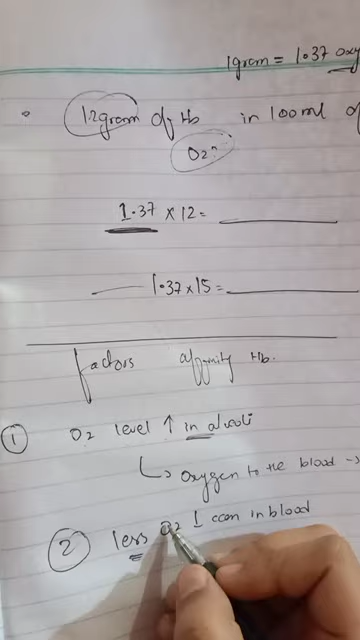 1gram = 1.37 oxy
12gram of Hb in 100ml of
O2?
1.37 × 12 =
1.37 × 15 =
factors affinity Hb.
① O2 level ↑ in alveoli
↳ oxygen to the blood →
② less O2 in blood